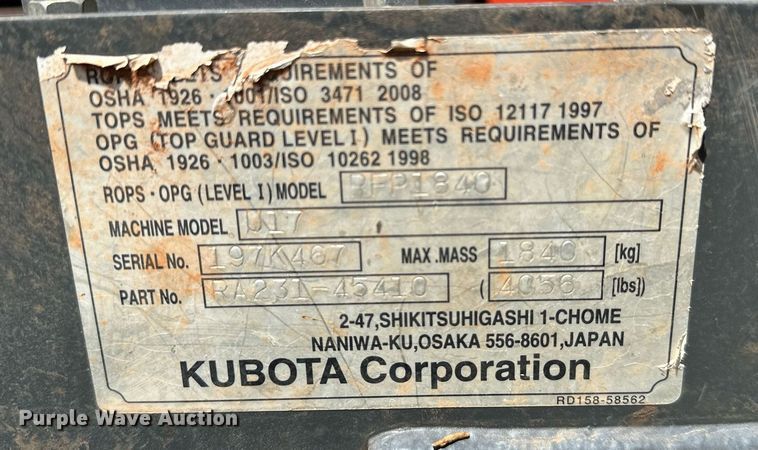 ROPS MEETS REQUIREMENTS OF
OSHA 1926・1001/ISO 3471 2008
TOPS MEETS REQUIREMENTS OF ISO 12117 1997
OPG (TOP GUARD LEVEL I) MEETS REQUIREMENTS OF
OSHA 1926・1003/ISO 10262 1998
ROPS・OPG (LEVEL I) MODEL RFP1840
MACHINE MODEL U17
SERIAL No. 197K467 MAX.MASS 1840 [kg]
PART No. RA231-45410 ( 4056 [lbs])
2-47,SHIKITSUHIGASHI 1-CHOME
NANIWA-KU,OSAKA 556-8601,JAPAN
KUBOTA Corporation
RD158-58562
Purple Wave Auction